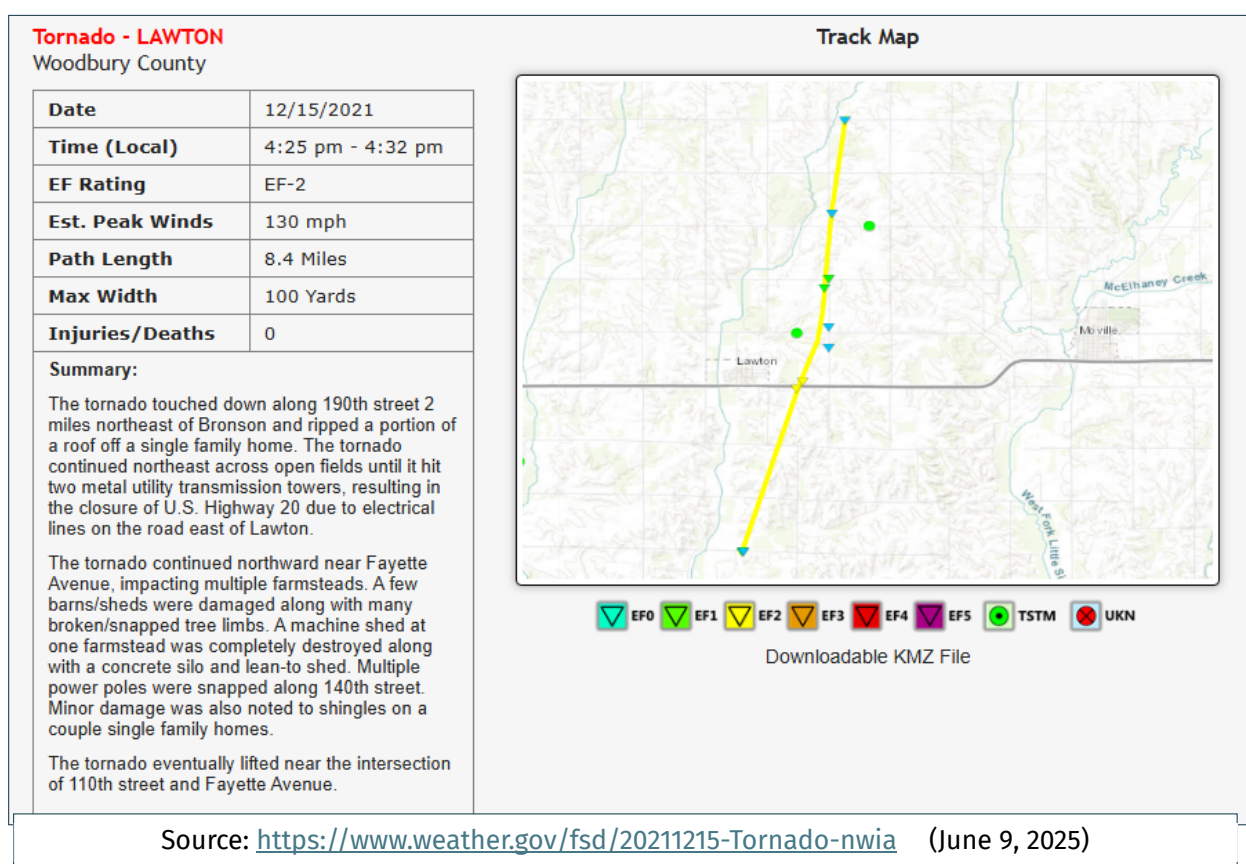 Tornado - LAWTON
Woodbury County
Date 12/15/2021
Time (Local) 4:25 pm - 4:32 pm
EF Rating EF-2
Est. Peak Winds 130 mph
Path Length 8.4 Miles
Max Width 100 Yards
Injuries/Deaths 0
Summary:
The tornado touched down along 190th street 2
miles northeast of Bronson and ripped a portion of
a roof off a single family home. The tornado
continued northeast across open fields until it hit
two metal utility transmission towers, resulting in
the closure of U.S. Highway 20 due to electrical
lines on the road east of Lawton.
The tornado continued northward near Fayette
Avenue, impacting multiple farmsteads. A few
barns/sheds were damaged along with many
broken/snapped tree limbs. A machine shed at
one farmstead was completely destroyed along
with a concrete silo and lean-to shed. Multiple
power poles were snapped along 140th street.
Minor damage was also noted to shingles on a
couple single family homes.
The tornado eventually lifted near the intersection
of 110th street and Fayette Avenue.
Track Map
McElhaney Creek
Moville
Lawton
West Fork Little Si
EF0 EF1 EF2 EF3 EF4 EF5 TSTM UKN
Downloadable KMZ File
Source: https://www.weather.gov/fsd/20211215-Tornado-nwia (June 9, 2025)